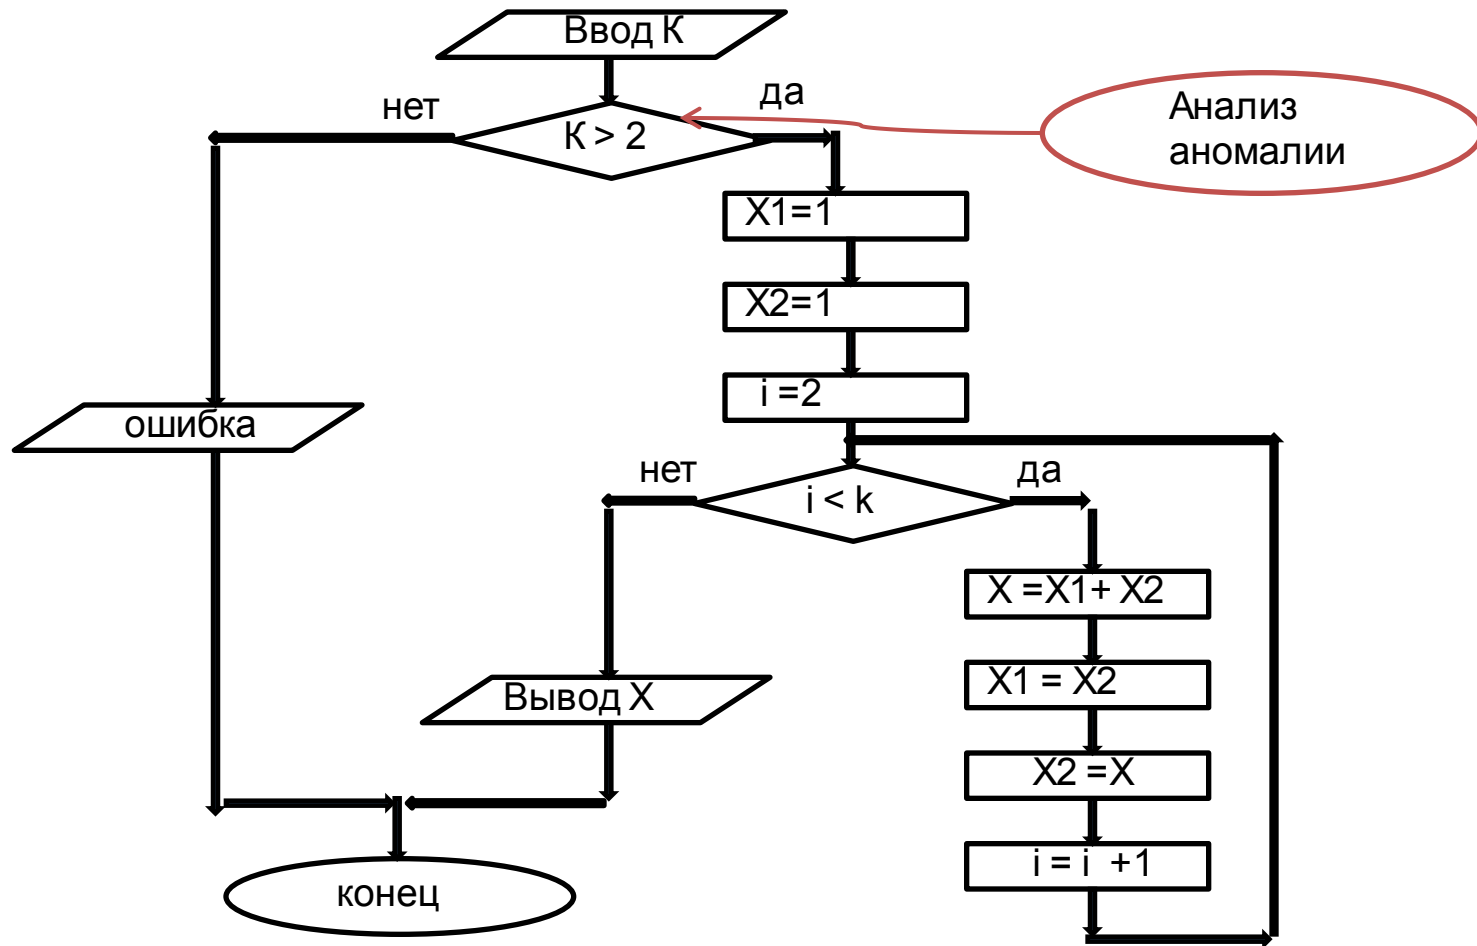 Ввод К
нет
да
К > 2
Анализ
аномалии
X1=1
X2=1
i =2
ошибка
нет
да
i < k
X =X1+ X2
X1 = X2
Вывод X
X2 =X
i = i +1
конец